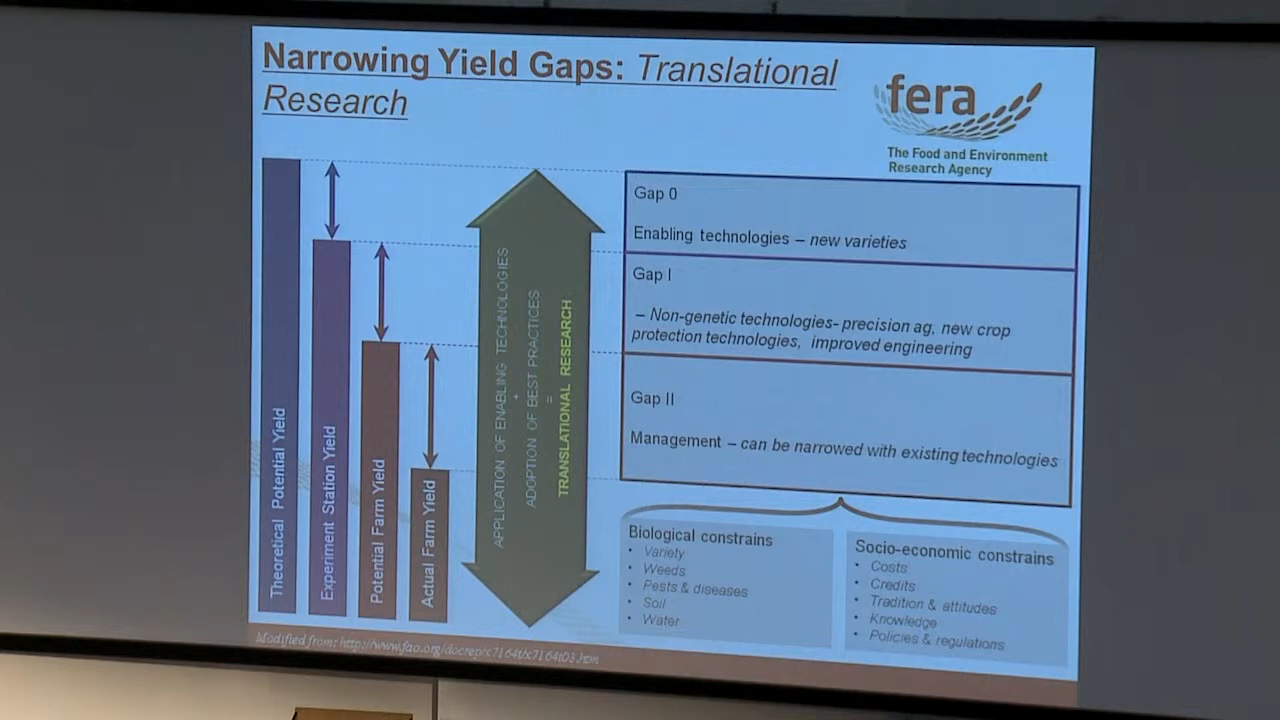 Narrowing Yield Gaps: Translational
Research
fera
The Food and Environment
Research Agency
Theoretical Potential Yield
Experiment Station Yield
Potential Farm Yield
Actual Farm Yield
APPLICATION OF ENABLING TECHNOLOGIES
+
ADOPTION OF BEST PRACTICES
=
TRANSLATIONAL RESEARCH
Gap 0
Enabling technologies – new varieties
Gap I
– Non-genetic technologies- precision ag, new crop
protection technologies, improved engineering
Gap II
Management – can be narrowed with existing technologies
Biological constrains
• Variety
• Weeds
• Pests & diseases
• Soil
• Water
Socio-economic constrains
• Costs
• Credits
• Tradition & attitudes
• Knowledge
• Policies & regulations
Modified from: http://www.fao.org/docrep/x7164t/x7164t03.htm